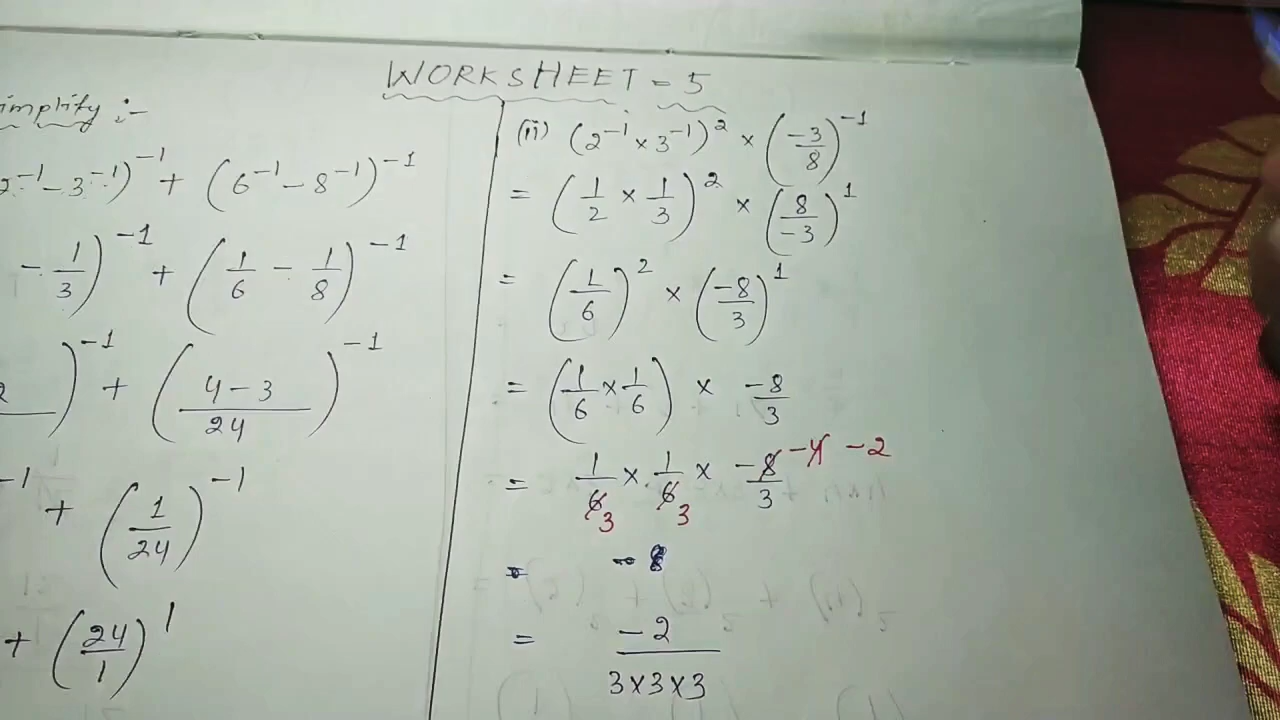 WORKSHEET = 5
implify :-
2⁻¹ - 3⁻¹)⁻¹ + (6⁻¹ - 8⁻¹)⁻¹
- 1/3)⁻¹ + (1/6 - 1/8)⁻¹
2)⁻¹ + ((4 - 3)/24)⁻¹
⁻¹ + (1/24)⁻¹
+ (24/1)¹
(ii) (2⁻¹ × 3⁻¹)² × (-3/8)⁻¹
= (1/2 × 1/3)² × (8/-3)¹
= (1/6)² × (-8/3)¹
= (1/6 × 1/6) × -8/3
= 1/6 3 × 1/6 3 × -8/3 -4 -2
= - 8
= -2/(3×3×3)